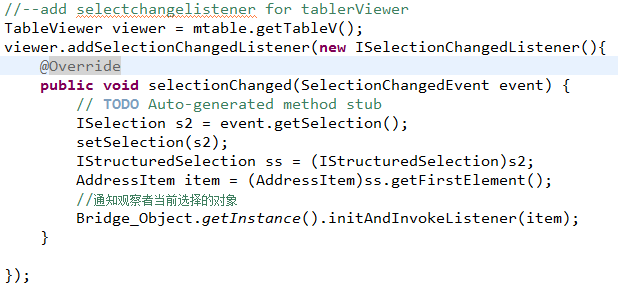 //--add selectchangelistener for tablerViewer
TableViewer viewer = mtable.getTableV();
viewer.addSelectionChangedListener(new ISelectionChangedListener(){
    @Override
    public void selectionChanged(SelectionChangedEvent event) {
        // TODO Auto-generated method stub
        ISelection s2 = event.getSelection();
        setSelection(s2);
        IStructuredSelection ss = (IStructuredSelection)s2;
        AddressItem item = (AddressItem)ss.getFirstElement();
        //通知观察者当前选择的对象
        Bridge_Object.getInstance().initAndInvokeListener(item);
    }
});